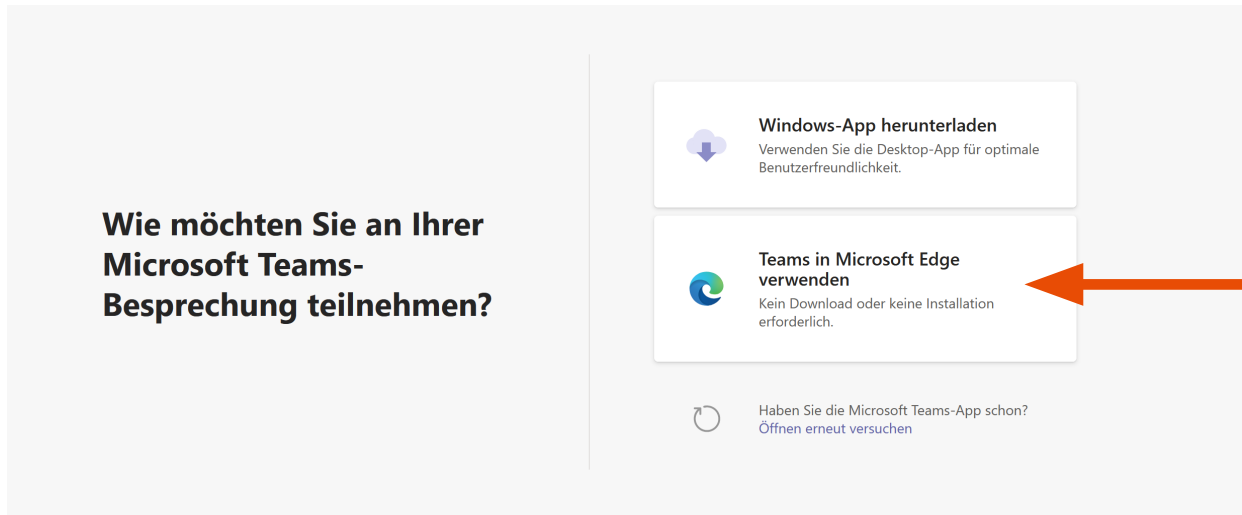 Wie möchten Sie an Ihrer
Microsoft Teams-
Besprechung teilnehmen?
Windows-App herunterladen
Verwenden Sie die Desktop-App für optimale
Benutzerfreundlichkeit.
Teams in Microsoft Edge
verwenden
Kein Download oder keine Installation
erforderlich.
Haben Sie die Microsoft Teams-App schon?
Öffnen erneut versuchen